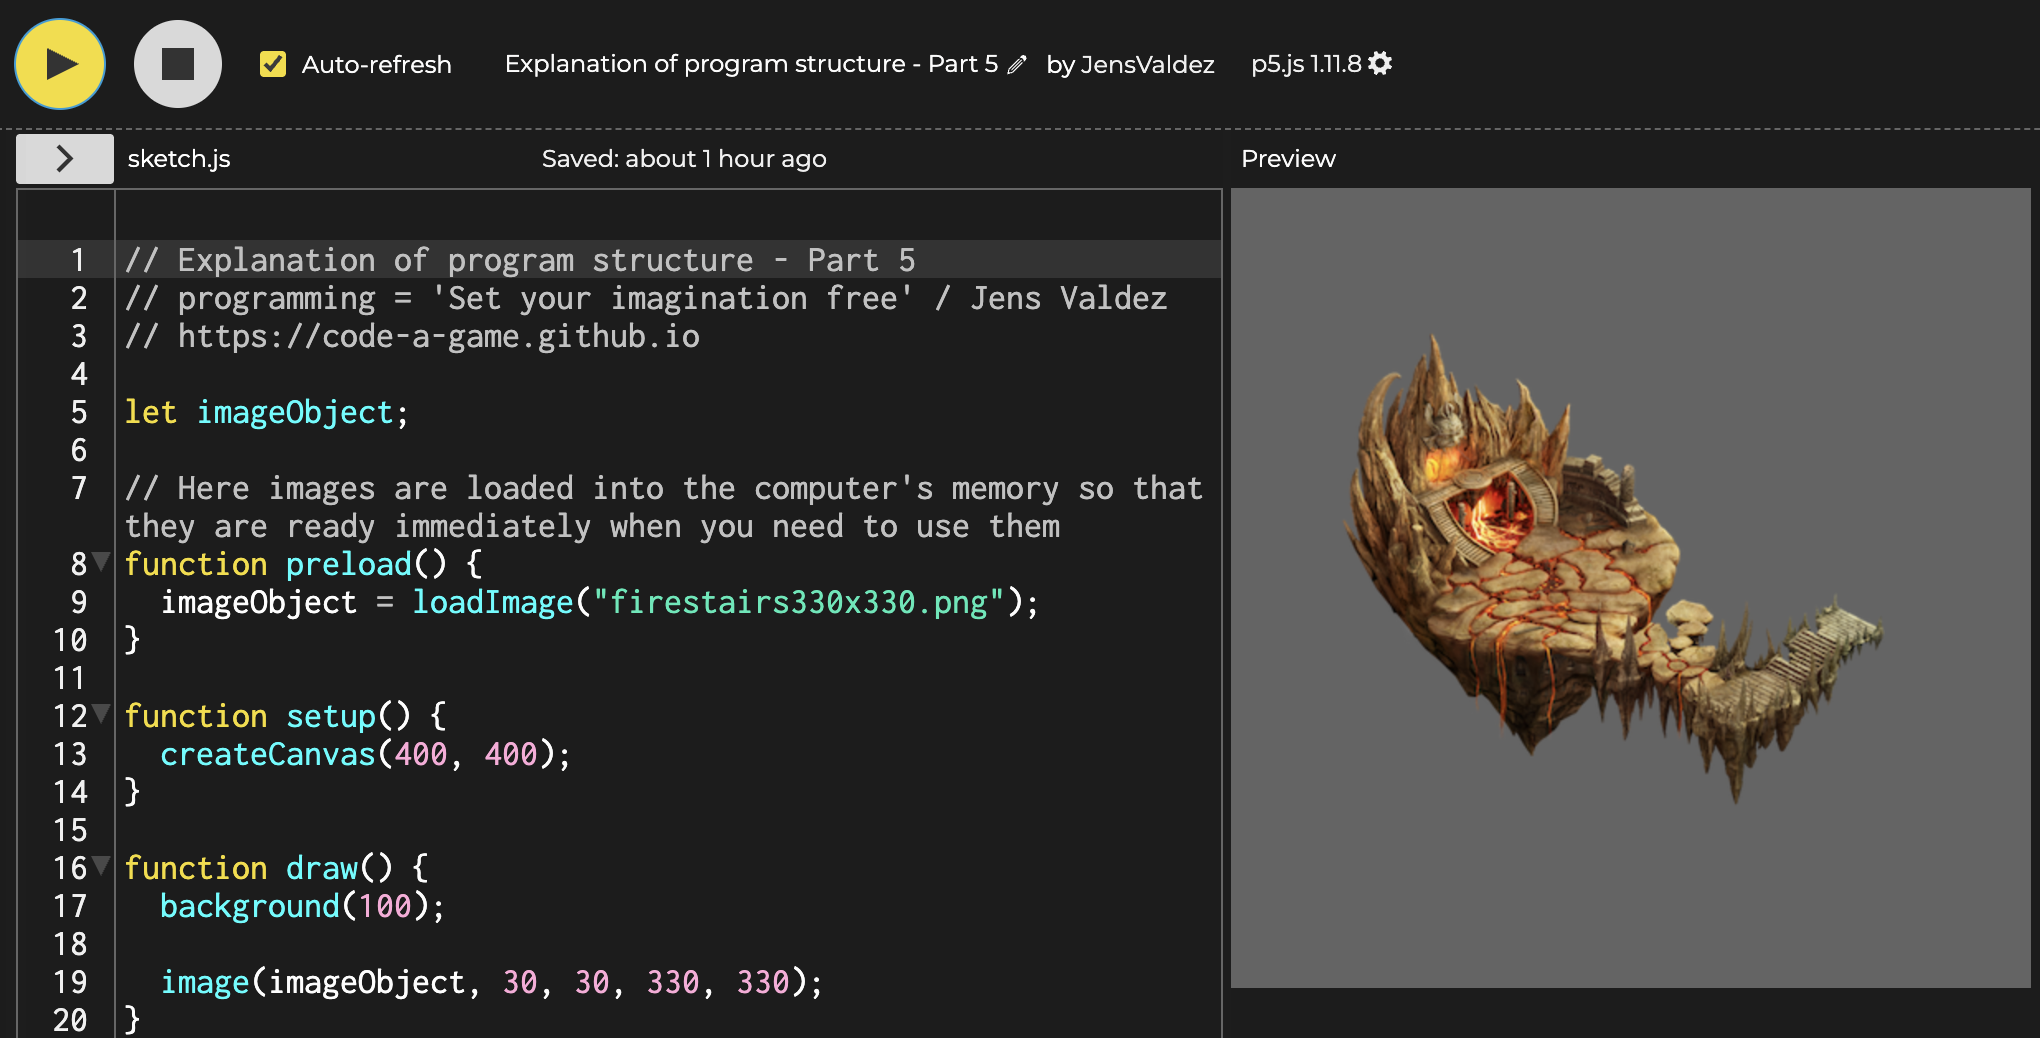 Auto-refresh Explanation of program structure - Part 5 by JensValdez p5.js 1.11.8
sketch.js Saved: about 1 hour ago Preview
1 // Explanation of program structure - Part 5
2 // programming = 'Set your imagination free' / Jens Valdez
3 // https://code-a-game.github.io
4
5 let imageObject;
6
7 // Here images are loaded into the computer's memory so that
they are ready immediately when you need to use them
8 function preload() {
9 imageObject = loadImage("firestairs330x330.png");
10 }
11
12 function setup() {
13 createCanvas(400, 400);
14 }
15
16 function draw() {
17 background(100);
18
19 image(imageObject, 30, 30, 330, 330);
20 }